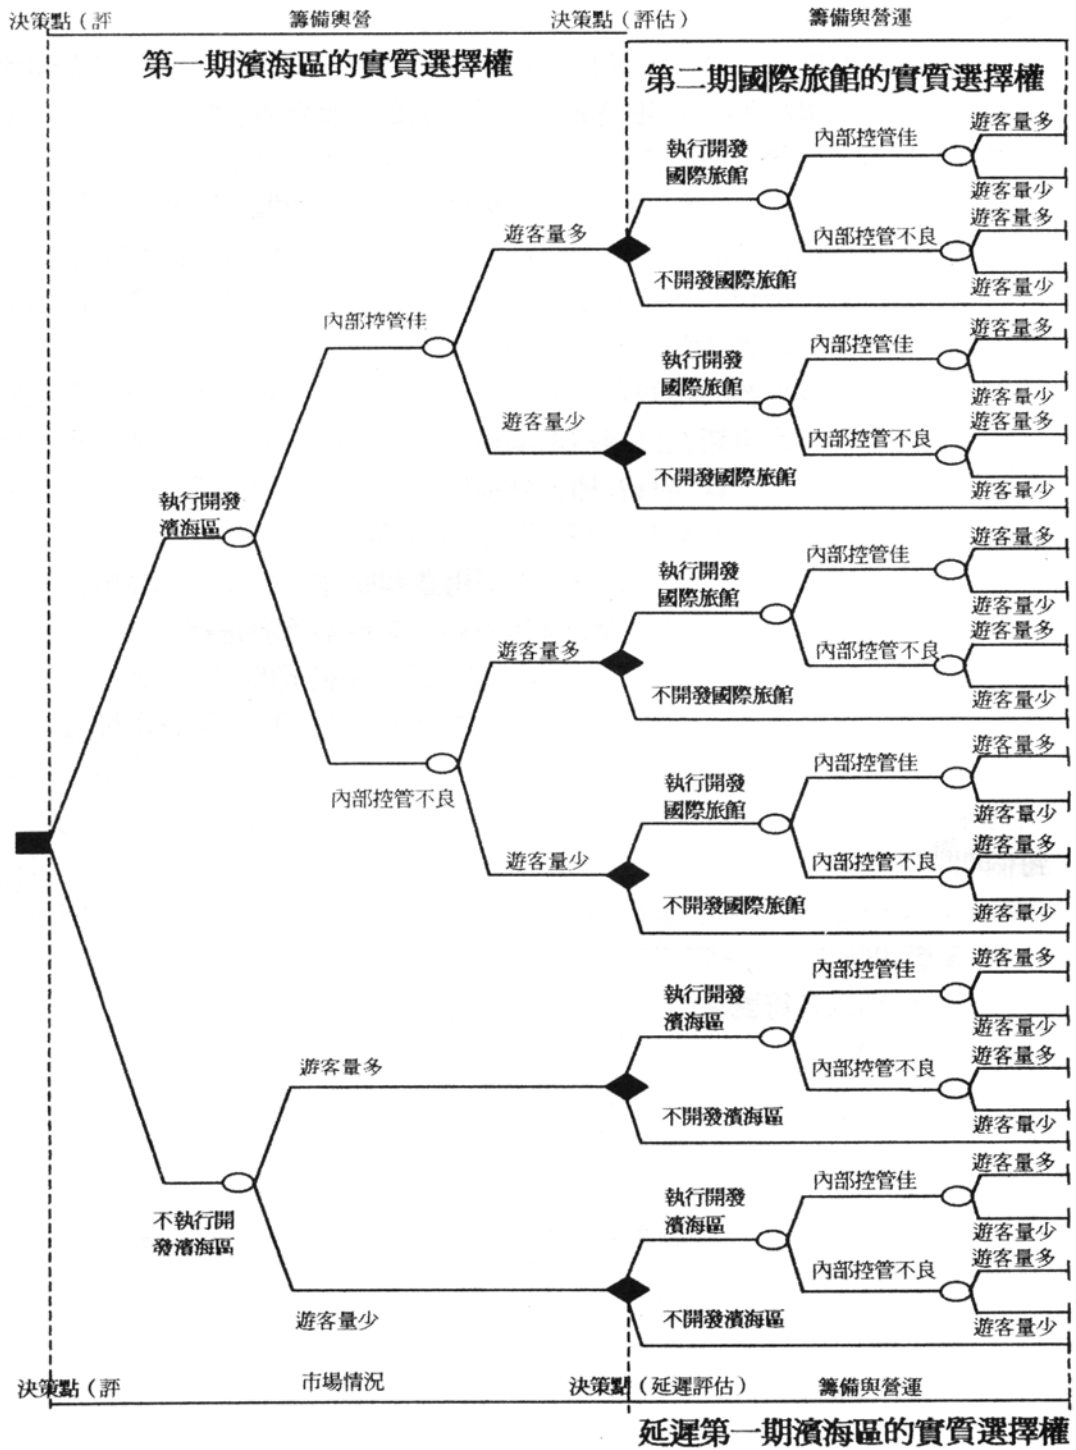 決策點（評
籌備與營
決策點（評估）
籌備與營運
第一期濱海區的實質選擇權
第二期國際旅館的實質選擇權
遊客量多
內部控管佳
執行開發
國際旅館
遊客量少
遊客量多
遊客量多
內部控管不良
不開發國際旅館
遊客量少
內部控管佳
遊客量多
內部控管佳
執行開發
國際旅館
遊客量少
遊客量少
遊客量多
內部控管不良
不開發國際旅館
遊客量少
執行開發
濱海區
遊客量多
內部控管佳
執行開發
國際旅館
遊客量少
遊客量多
遊客量多
內部控管不良
不開發國際旅館
遊客量少
遊客量多
內部控管佳
執行開發
國際旅館
內部控管不良
遊客量少
遊客量多
遊客量少
內部控管不良
不開發國際旅館
遊客量少
遊客量多
內部控管佳
執行開發
濱海區
遊客量少
遊客量多
遊客量多
內部控管不良
不開發濱海區
遊客量少
遊客量多
內部控管佳
執行開發
濱海區
不執行開
發濱海區
遊客量少
遊客量多
內部控管不良
遊客量少
不開發濱海區
遊客量少
決策點（評
市場情況
決策點（延遲評估）
籌備與營運
延遲第一期濱海區的實質選擇權